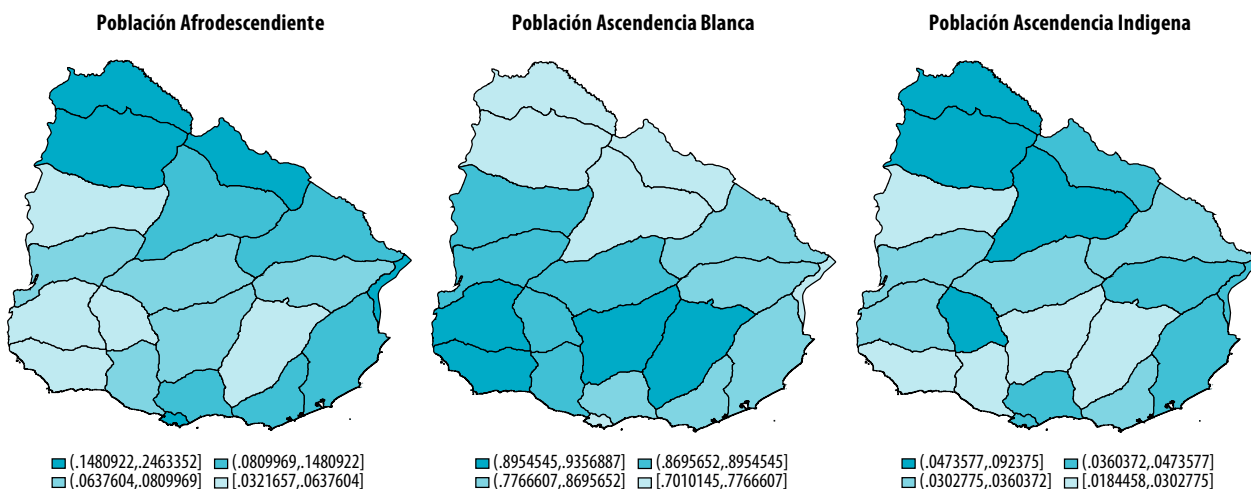 Población Afrodescendiente
Población Ascendencia Blanca
Población Ascendencia Indigena
(.1480922,.2463352] (.0809969,.1480922]
(.0637604,.0809969] [.0321657,.0637604]
(.8954545,.9356887] (.8695652,.8954545]
(.7766607,.8695652] [.7010145,.7766607]
(.0473577,.092375] (.0360372,.0473577]
(.0302775,.0360372] [.0184458,.0302775]